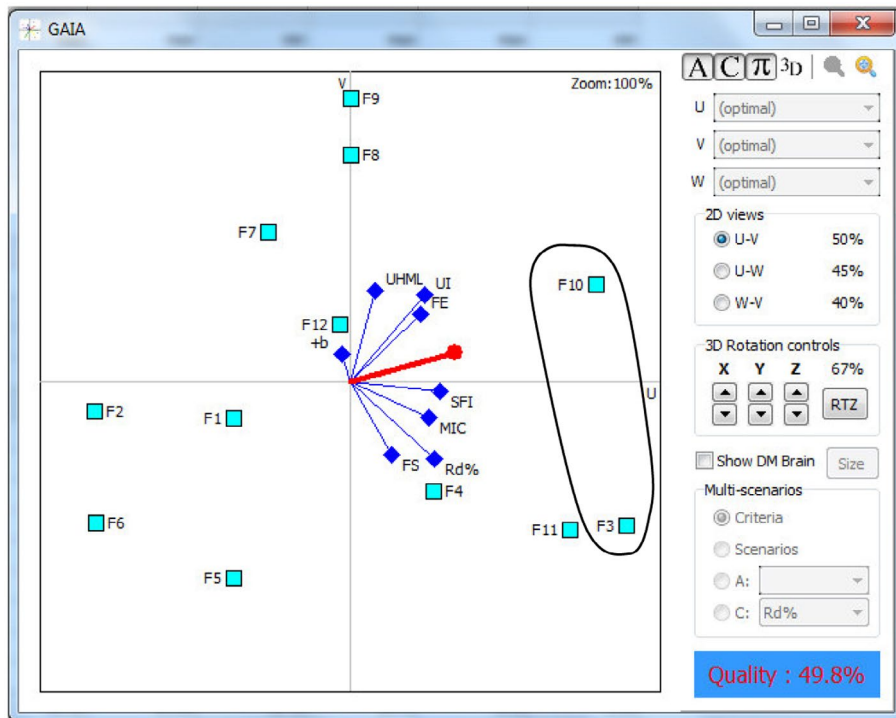 GAIA
V
Zoom:100%
F9
F8
F7
UHML
UI
FE
F10
F12
+b
U
SFI
MIC
F2
F1
FS
Rd%
F4
F6
F11
F3
F5
A C π 3D
U (optimal)
V (optimal)
W (optimal)
2D views
U-V 50%
U-W 45%
W-V 40%
3D Rotation controls
X Y Z 67%
RTZ
Show DM Brain Size
Multi-scenarios
Criteria
Scenarios
A:
C: Rd%
Quality : 49.8%